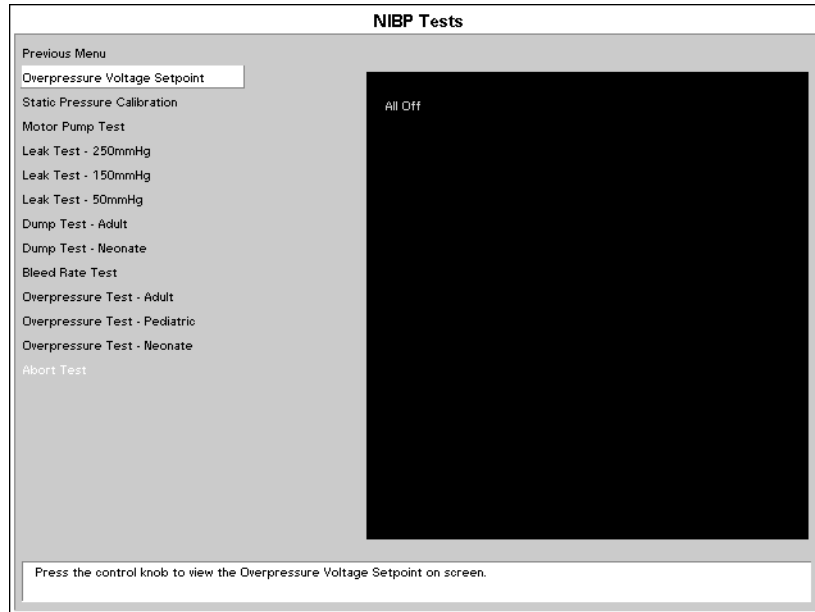 NIBP Tests
Previous Menu
Overpressure Voltage Setpoint
Static Pressure Calibration
Motor Pump Test
Leak Test - 250mmHg
Leak Test - 150mmHg
Leak Test - 50mmHg
Dump Test - Adult
Dump Test - Neonate
Bleed Rate Test
Overpressure Test - Adult
Overpressure Test - Pediatric
Overpressure Test - Neonate
Abort Test
All Off
Press the control knob to view the Overpressure Voltage Setpoint on screen.